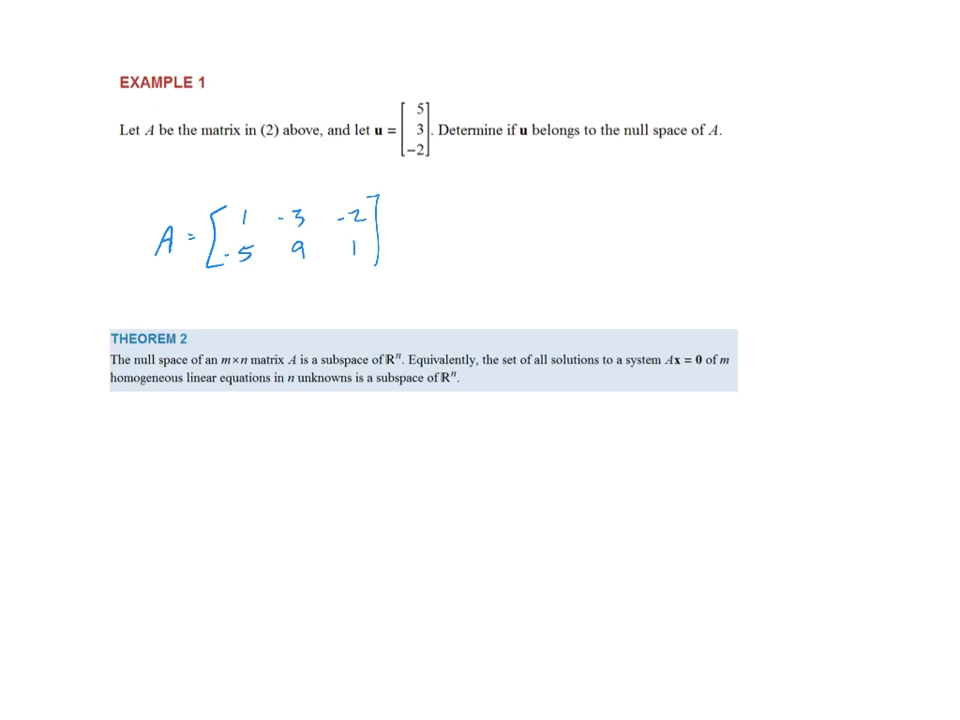 EXAMPLE 1
Let A be the matrix in (2) above, and let u = [5 3 −2]. Determine if u belongs to the null space of A.
A = [1 -3 -2
-5 9 1]
THEOREM 2
The null space of an m×n matrix A is a subspace of ℝⁿ. Equivalently, the set of all solutions to a system Ax = 0 of m
homogeneous linear equations in n unknowns is a subspace of ℝⁿ.